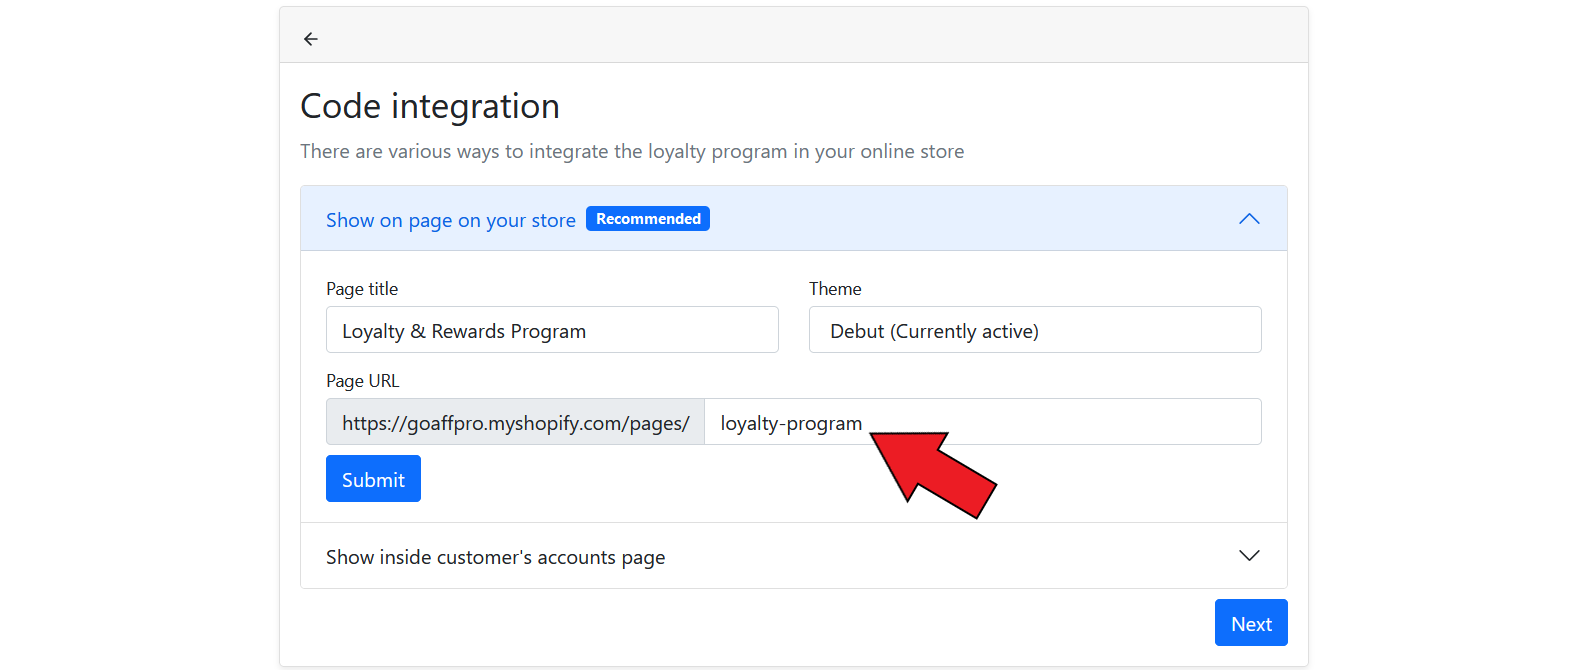 Code integration
There are various ways to integrate the loyalty program in your online store
Show on page on your store Recommended
Page title
Theme
Loyalty & Rewards Program
Debut (Currently active)
Page URL
https://goaffpro.myshopify.com/pages/ loyalty-program
Submit
Show inside customer's accounts page
Next